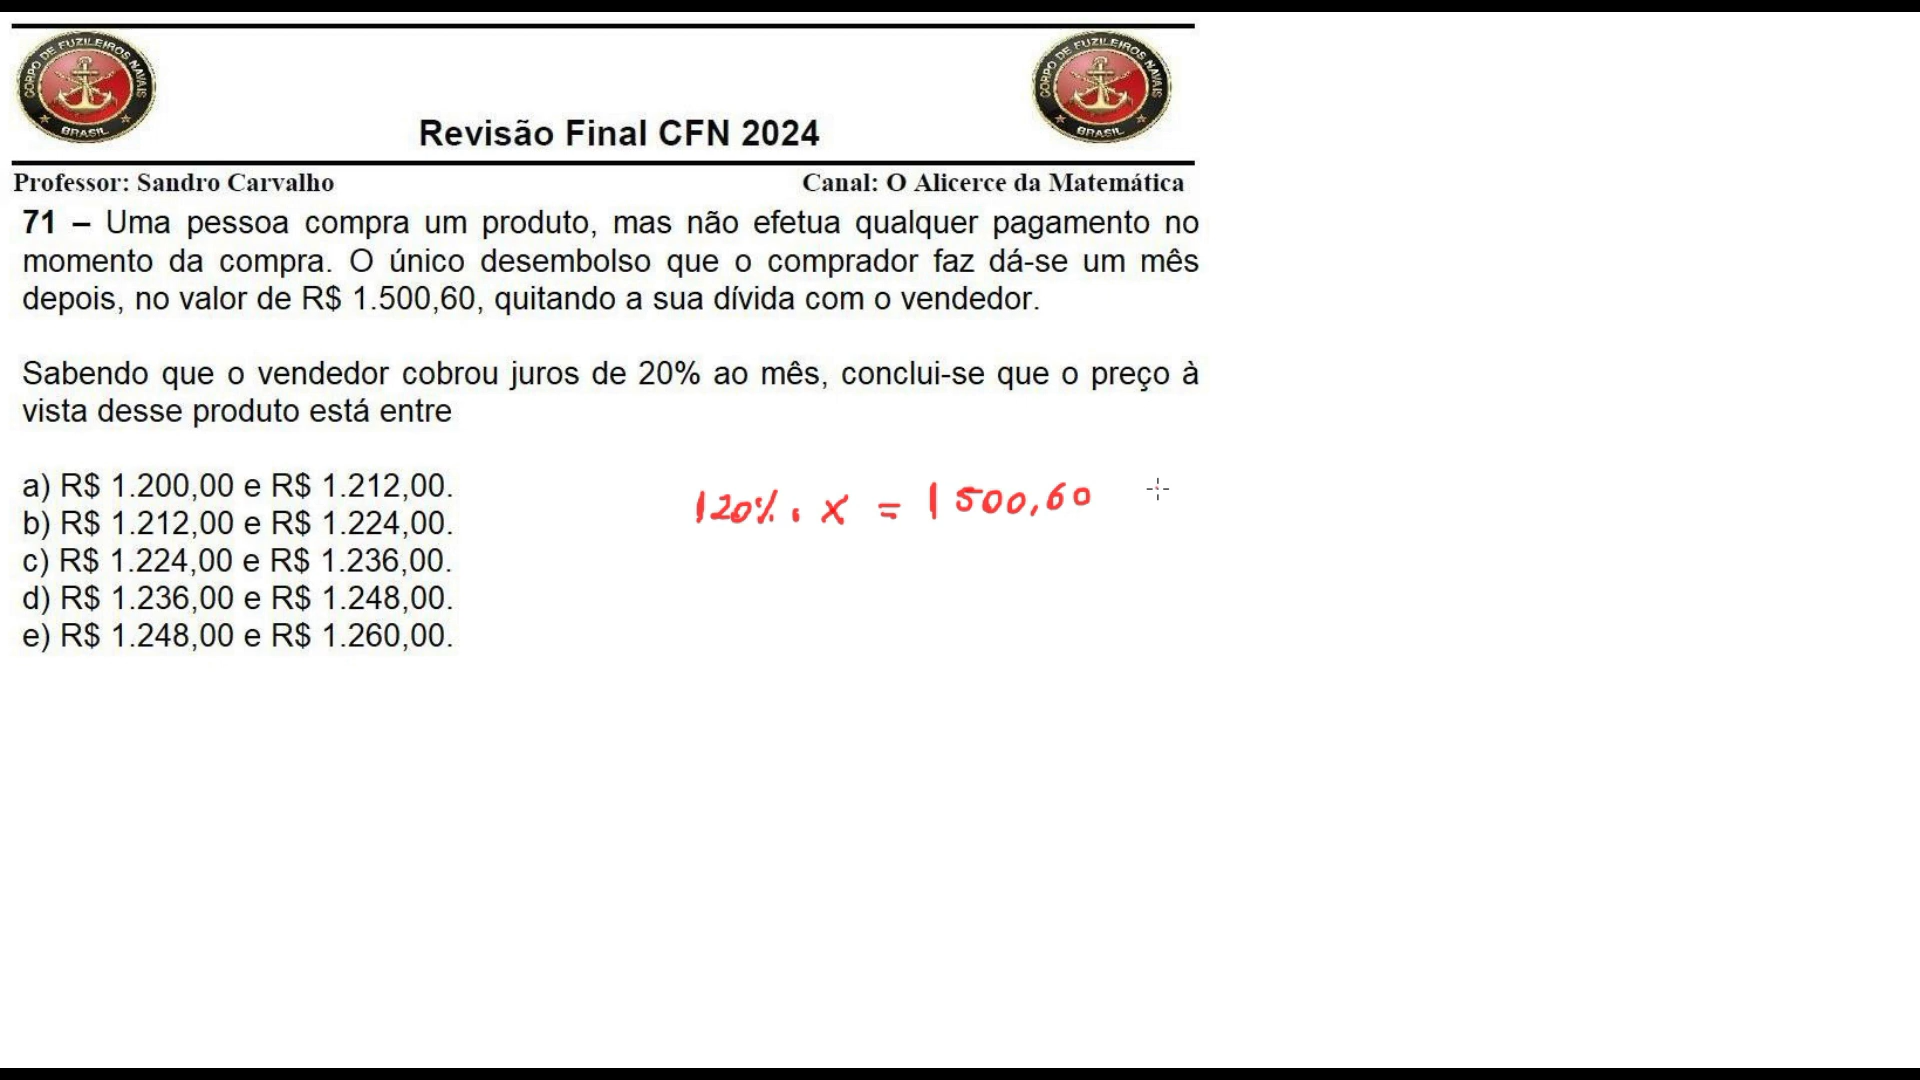 CORPO DE FUZILEIROS NAVAIS
BRASIL
CORPO DE FUZILEIROS NAVAIS
BRASIL
Revisão Final CFN 2024
Professor: Sandro Carvalho
Canal: O Alicerce da Matemática
71 – Uma pessoa compra um produto, mas não efetua qualquer pagamento no
momento da compra. O único desembolso que o comprador faz dá-se um mês
depois, no valor de R$ 1.500,60, quitando a sua dívida com o vendedor.
Sabendo que o vendedor cobrou juros de 20% ao mês, conclui-se que o preço à
vista desse produto está entre
a) R$ 1.200,00 e R$ 1.212,00.
b) R$ 1.212,00 e R$ 1.224,00.
c) R$ 1.224,00 e R$ 1.236,00.
d) R$ 1.236,00 e R$ 1.248,00.
e) R$ 1.248,00 e R$ 1.260,00.
120% . x = 1500,60